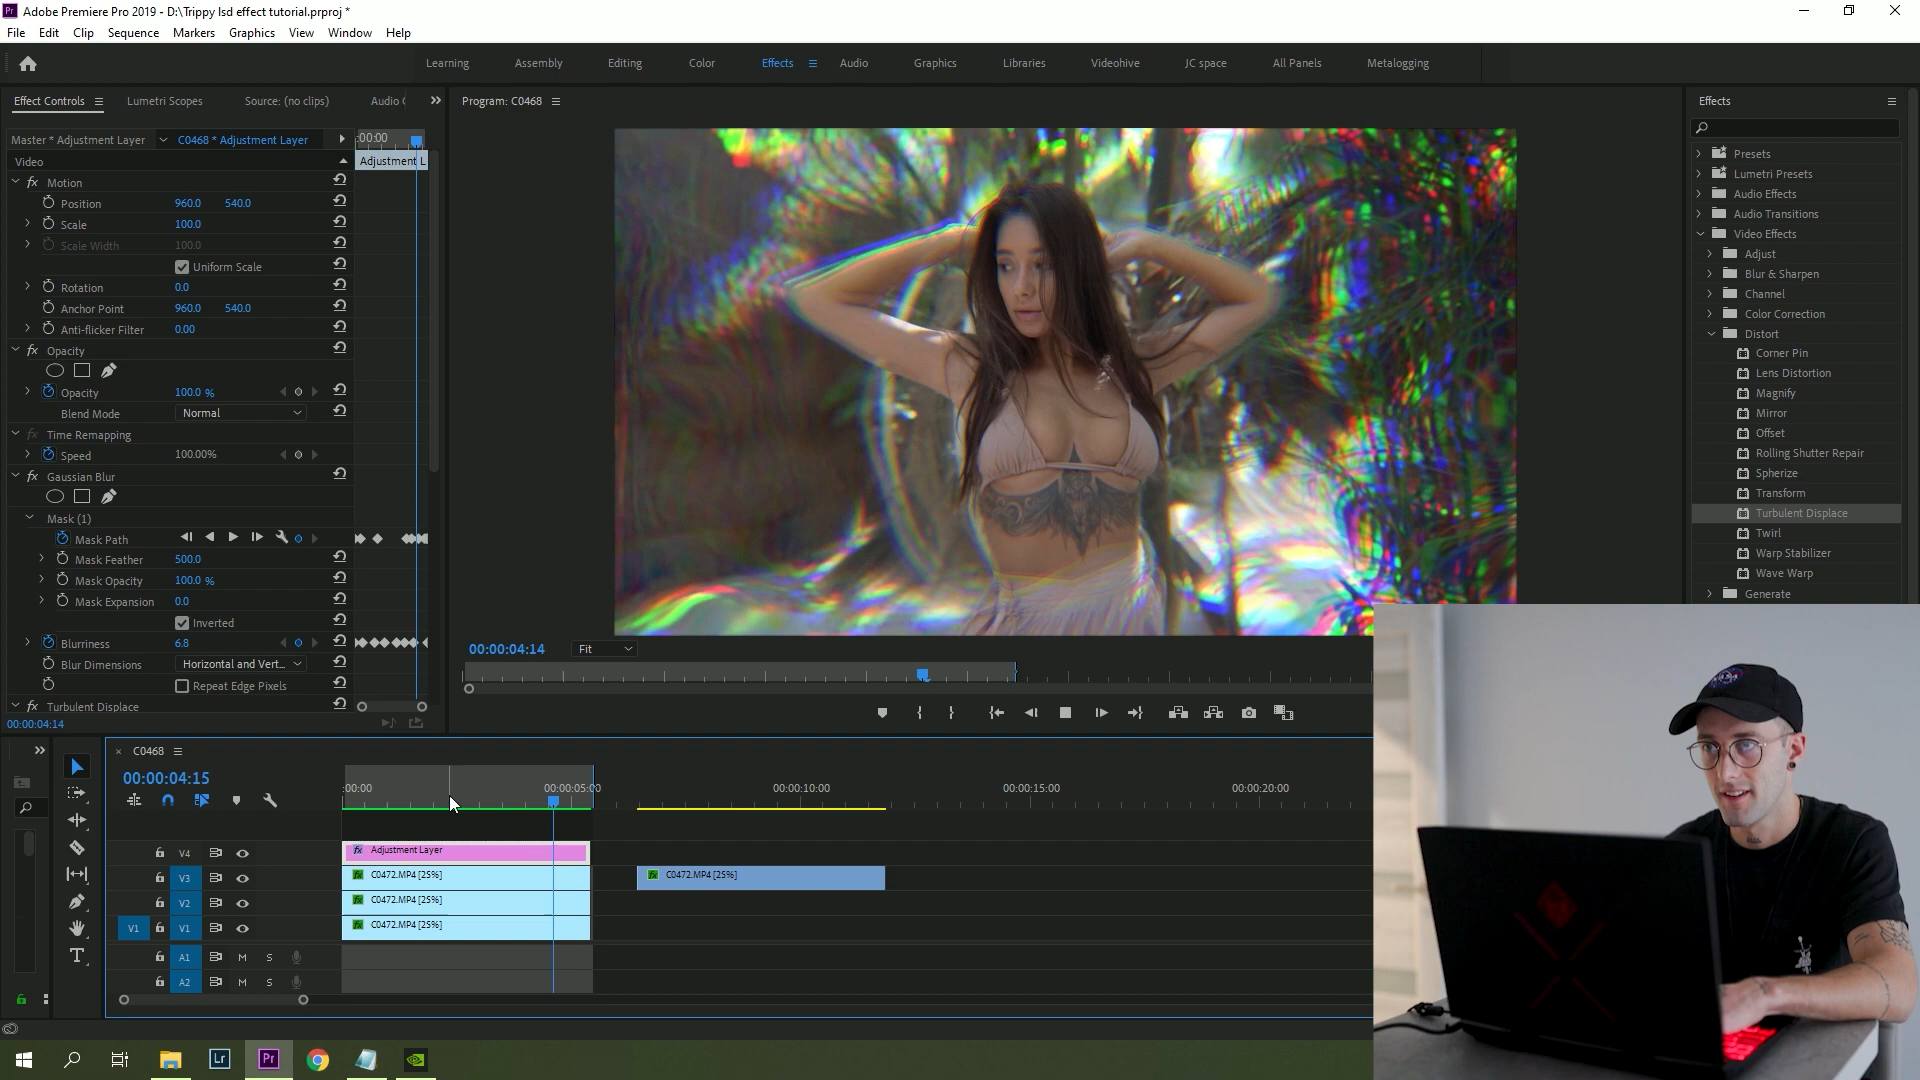 Adobe Premiere Pro 2019 - D:\Trippy lsd effect tutorial.prproj *
File Edit Clip Sequence Markers Graphics View Window Help
Learning Assembly Editing Color Effects Audio Graphics Libraries Videohive JC space All Panels Metalogging
Effect Controls Lumetri Scopes Source: (no clips) Audio C
Program: C0468
Effects
Master * Adjustment Layer C0468 * Adjustment Layer :00:00
Video Adjustment L
Motion
Position 960.0 540.0
Scale 100.0
Scale Width 100.0
Uniform Scale
Rotation 0.0
Anchor Point 960.0 540.0
Anti-flicker Filter 0.00
Opacity
Opacity 100.0 %
Blend Mode Normal
Time Remapping
Speed 100.00%
Gaussian Blur
Mask (1)
Mask Path
Mask Feather 500.0
Mask Opacity 100.0 %
Mask Expansion 0.0
Inverted
Blurriness 6.8
Blur Dimensions Horizontal and Vert...
Repeat Edge Pixels
Turbulent Displace
00:00:04:14
00:00:04:14 Fit
Presets
Lumetri Presets
Audio Effects
Audio Transitions
Video Effects
Adjust
Blur & Sharpen
Channel
Color Correction
Distort
Corner Pin
Lens Distortion
Magnify
Mirror
Offset
Rolling Shutter Repair
Spherize
Transform
Turbulent Displace
Twirl
Warp Stabilizer
Wave Warp
Generate
C0468
00:00:04:15
:00:00 00:00:05:00 00:00:10:00 00:00:15:00 00:00:20:00
V4 Adjustment Layer
V3 C0472.MP4 [25%] C0472.MP4 [25%]
V2 C0472.MP4 [25%]
V1 V1 C0472.MP4 [25%]
A1 M S
A2 M S
Lr Pr